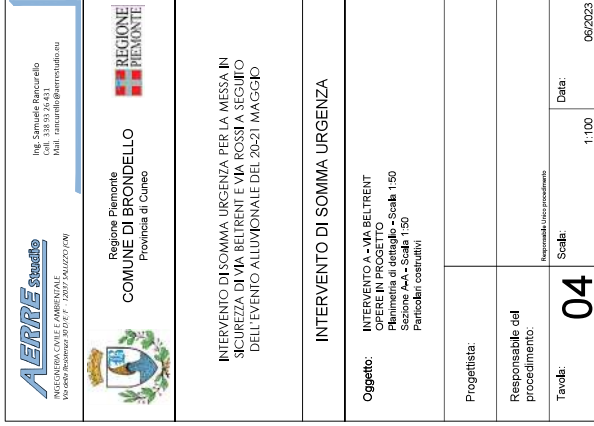 AERRE Studio
INGEGNERIA CIVILE E AMBIENTALE
Via della Resistenza 30 D-E-F - 12037 SALUZZO (CN)
Ing. Samuele Rancurello
Cell. 338 93 26 431
Mail. rancurello@aerrestudio.eu
Regione Piemonte
COMUNE DI BRONDELLO
Provincia di Cuneo
REGIONE
PIEMONTE
INTERVENTO DI SOMMA URGENZA PER LA MESSA IN
SICUREZZA DI VIA BELTRENT E VIA ROSSI A SEGUITO
DELL'EVENTO ALLUVIONALE DEL 20-21 MAGGIO
INTERVENTO DI SOMMA URGENZA
Oggetto:
INTERVENTO A - VIA BELTRENT
OPERE IN PROGETTO
Planimetria di dettaglio - Scala 1:50
Sezione A-A - Scala 1:50
Particolari costruttivi
Progettista:
Responsabile del
procedimento:
Responsabile Unico procedimento
Tavola:
04
Scala:
1:100
Data:
06/2023